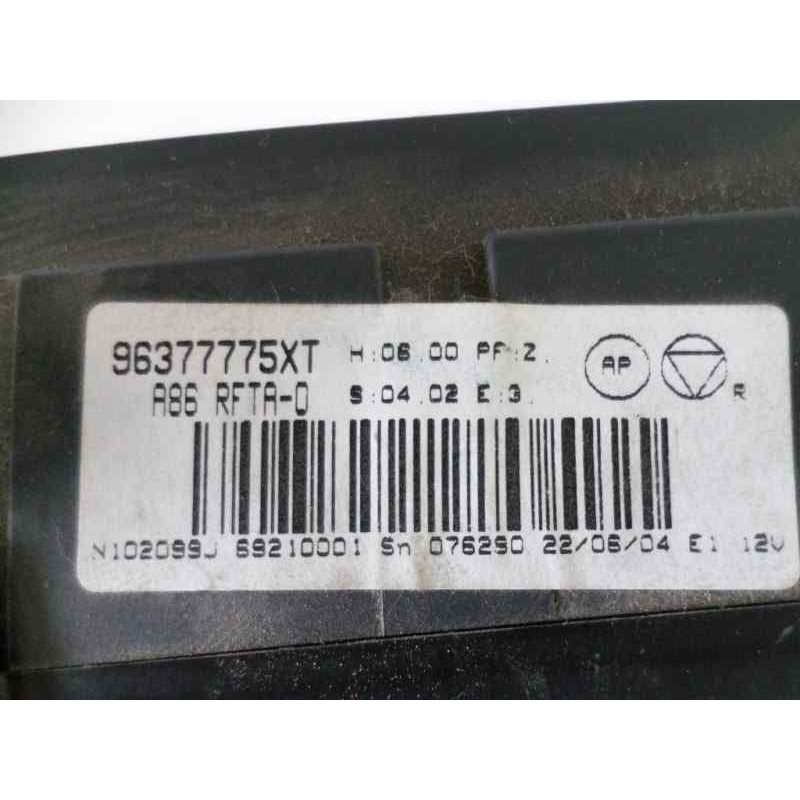 96377775XT H:06.00 PF:Z.
A86 RFTA-0 S:04.02 E:3.
AP
R
N102099J 69210001 Sn 076290 22/06/04 E1 12V